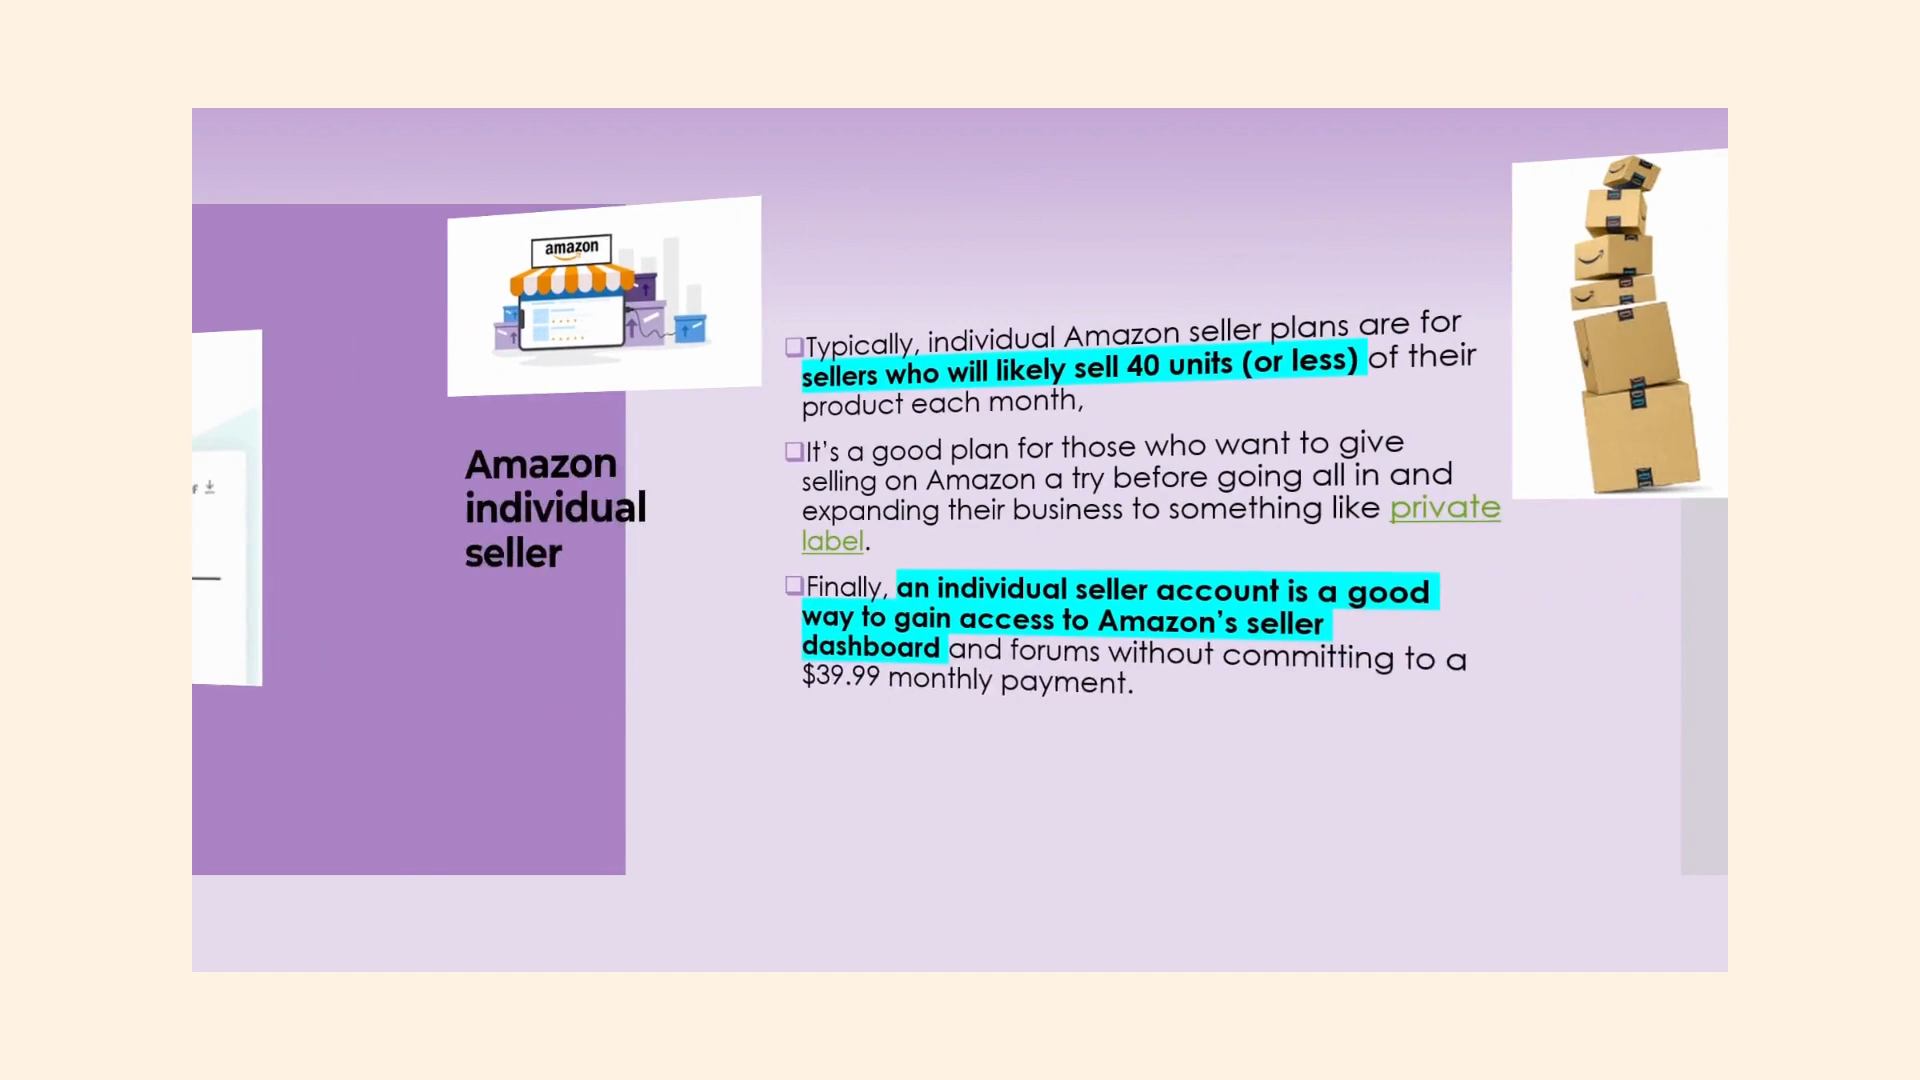 amazon
Amazon
individual
seller
Typically, individual Amazon seller plans are for
sellers who will likely sell 40 units (or less) of their
product each month,
It’s a good plan for those who want to give
selling on Amazon a try before going all in and
expanding their business to something like private
label.
Finally, an individual seller account is a good
way to gain access to Amazon’s seller
dashboard and forums without committing to a
$39.99 monthly payment.